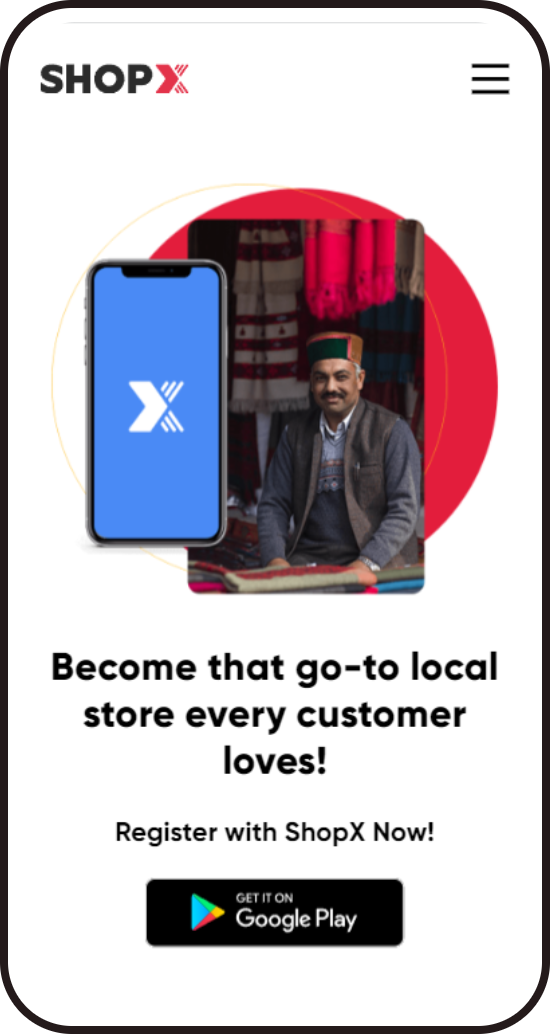 SHOPX
Become that go-to local
store every customer
loves!
Register with ShopX Now!
GET IT ON
Google Play